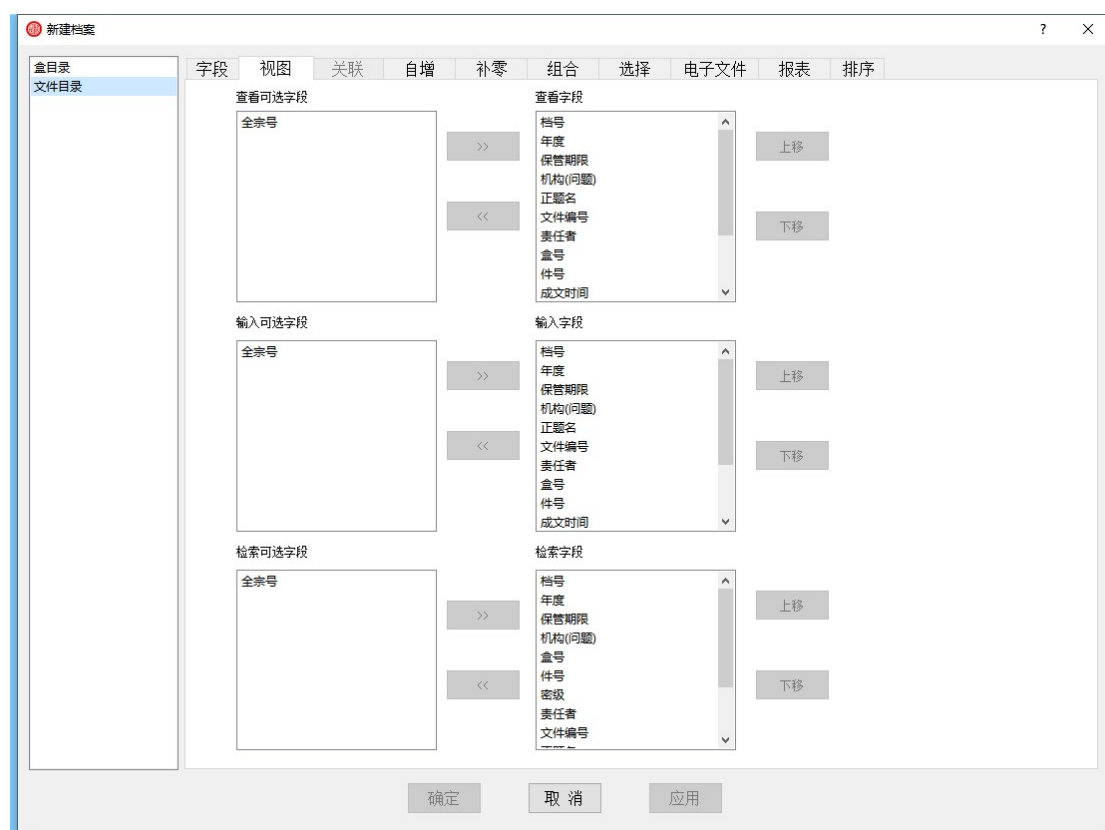 新建档案
? ×
盒目录
文件目录
字段 视图 关联 自增 补零 组合 选择 电子文件 报表 排序
查看可选字段
全宗号
>>
<<
查看字段
档号
年度
保管期限
机构(问题)
正题名
文件编号
责任者
盒号
件号
成文时间
上移
下移
输入可选字段
全宗号
>>
<<
输入字段
档号
年度
保管期限
机构(问题)
正题名
文件编号
责任者
盒号
件号
成文时间
上移
下移
检索可选字段
全宗号
>>
<<
检索字段
档号
年度
保管期限
机构(问题)
盒号
件号
密级
责任者
文件编号
上移
下移
确定 取消 应用